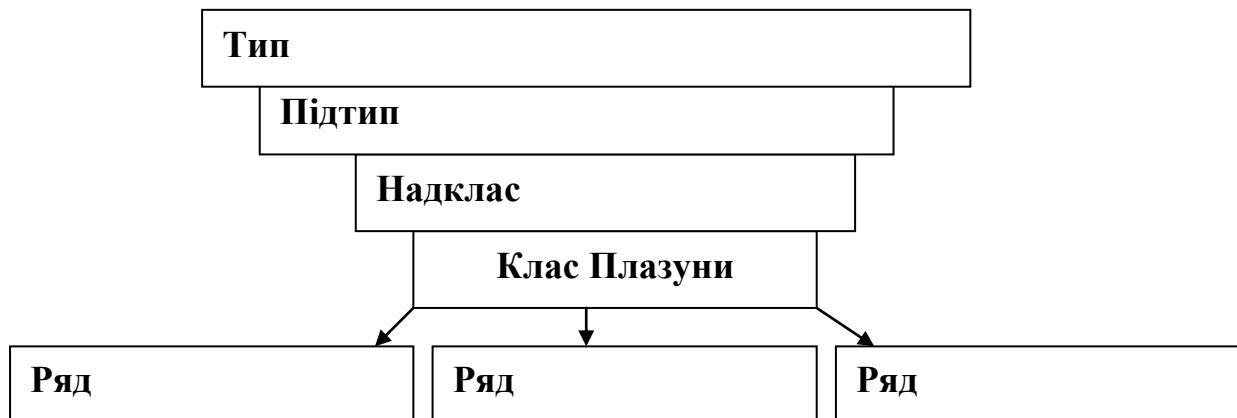 Тип
Підтип
Надклас
Клас Плазуни
Ряд
Ряд
Ряд